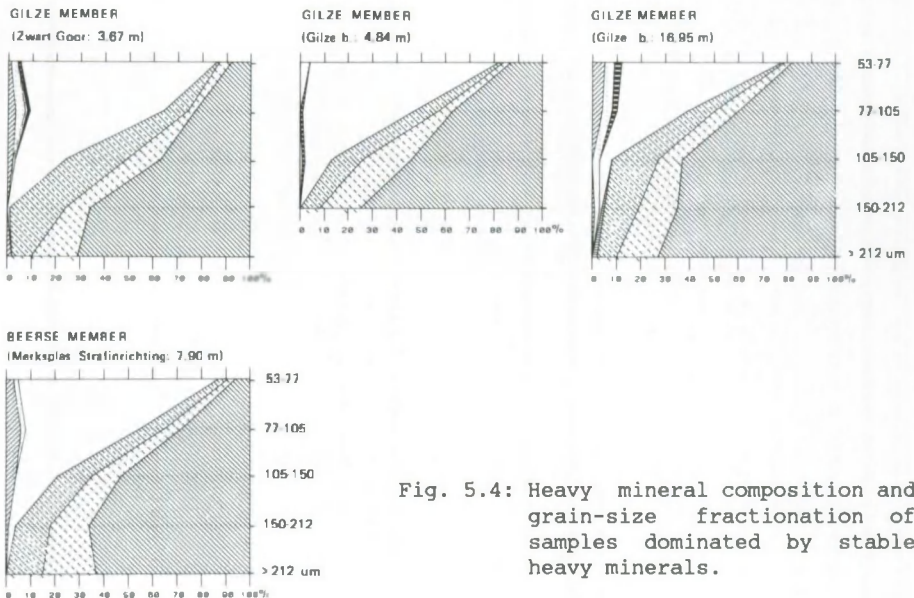 GILZE MEMBER
(Zwart Goor: 3.67 m)
0 10 20 30 40 50 60 70 80 90 100%
GILZE MEMBER
(Gilze b.: 4.84 m)
0 10 20 30 40 50 60 70 80 90 100%
GILZE MEMBER
(Gilze b.: 16.95 m)
53-77
77-105
105-150
150-212
> 212 um
0 10 20 30 40 50 60 70 80 90 100%
BEERSE MEMBER
(Merksplas Strafinrichting: 7.90 m)
53-77
77-105
105-150
150-212
> 212 um
0 10 20 30 40 50 60 70 80 90 100%
Fig. 5.4: Heavy mineral composition and
grain-size fractionation of
samples dominated by stable
heavy minerals.